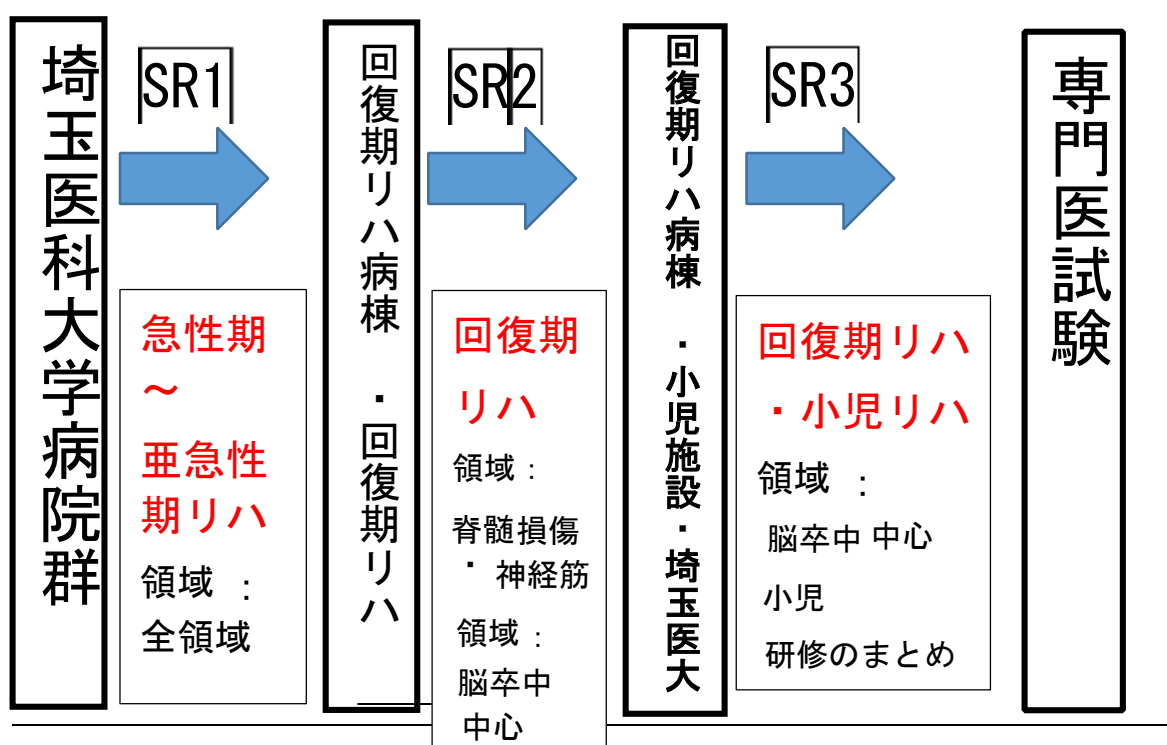 埼玉医科大学病院群
SR1
急性期
～
亜急性
期リハ
領域：
全領域
回復期リハ病棟・回復期リハ
SR2
回復期
リハ
領域：
脊髄損傷
・神経筋
領域：
脳卒中
中心
回復期リハ病棟・小児施設・埼玉医大
SR3
回復期リハ
・小児リハ
領域：
脳卒中中心
小児
研修のまとめ
専門医試験